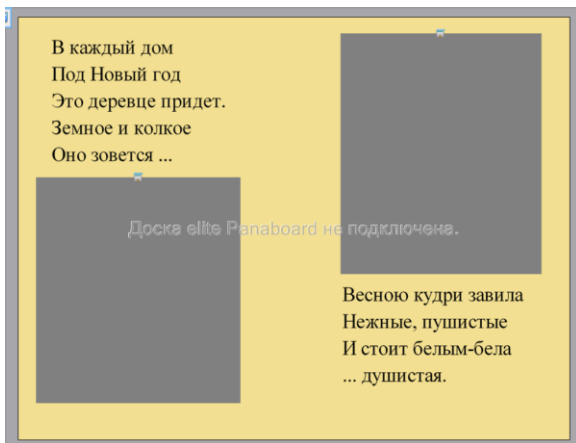 В каждый дом
Под Новый год
Это деревце придет.
Земное и колкое
Оно зовется ...
Доска elite Panaboard не подключена.
Весною кудри завила
Нежные, пушистые
И стоит белым-бела
... душистая.